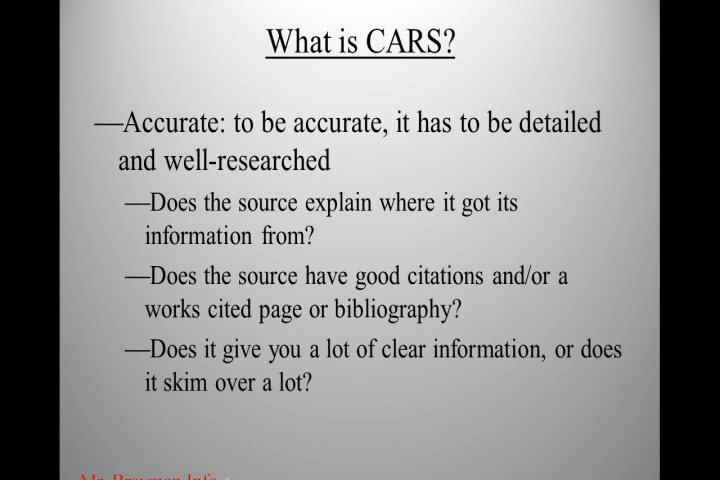 What is CARS?
—Accurate: to be accurate, it has to be detailed
and well-researched
—Does the source explain where it got its
information from?
—Does the source have good citations and/or a
works cited page or bibliography?
—Does it give you a lot of clear information, or does
it skim over a lot?